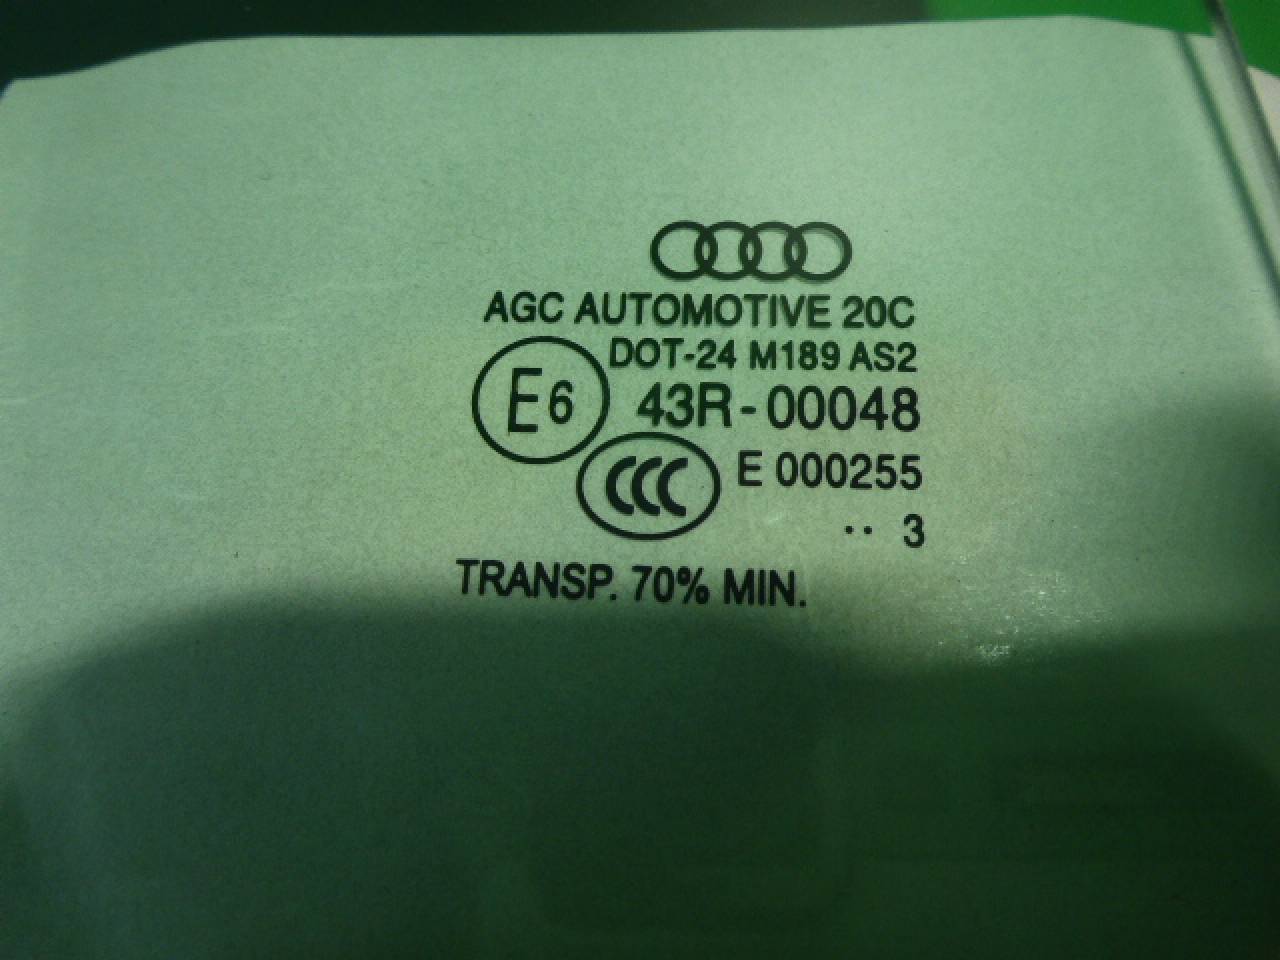 AGC AUTOMOTIVE 20C
DOT-24 M189 AS2
E6 43R-00048
CCC E 000255
·· 3
TRANSP. 70% MIN.